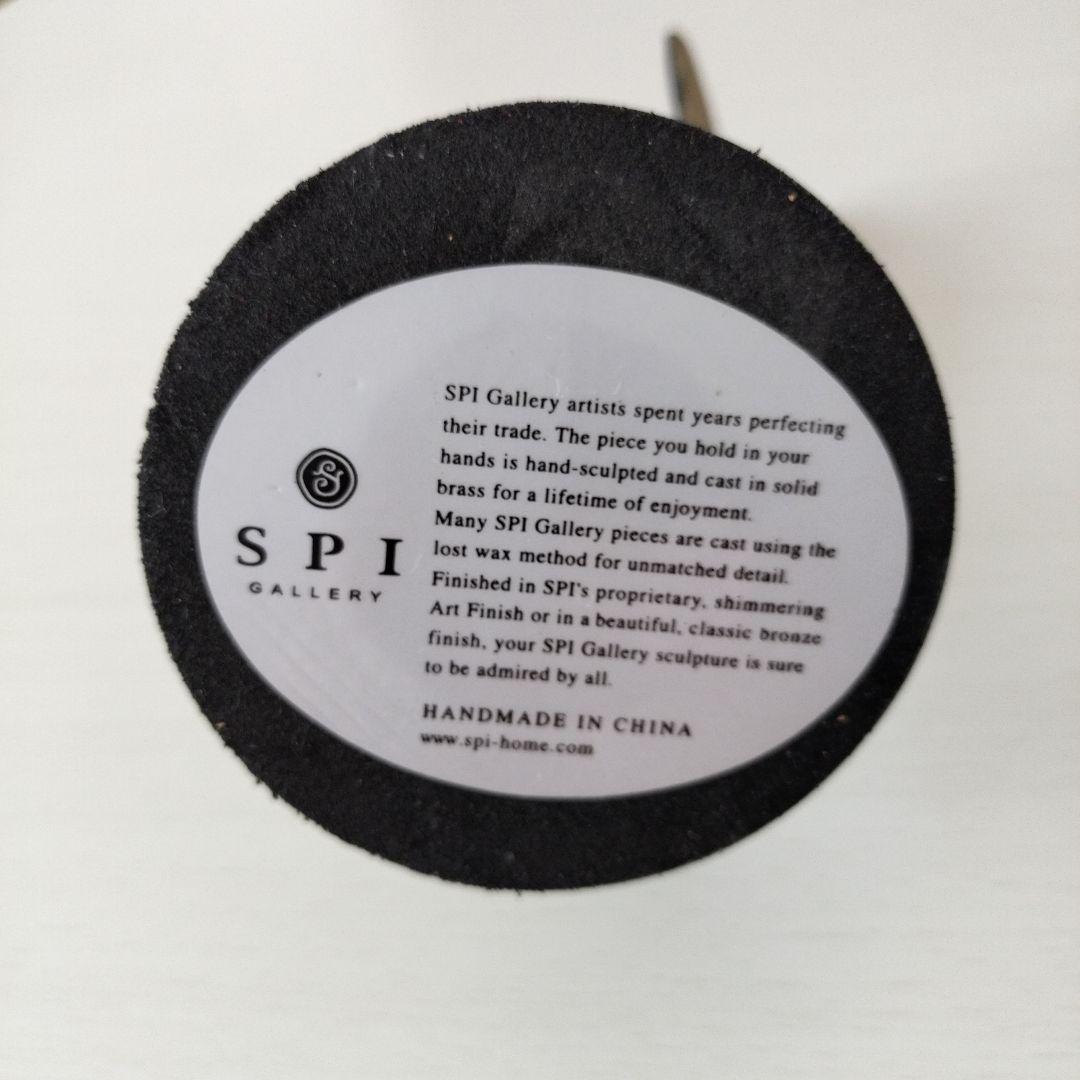 S
SPI
GALLERY
SPI Gallery artists spent years perfecting
their trade. The piece you hold in your
hands is hand-sculpted and cast in solid
brass for a lifetime of enjoyment.
Many SPI Gallery pieces are cast using the
lost wax method for unmatched detail.
Finished in SPI's proprietary, shimmering
Art Finish or in a beautiful, classic bronze
finish, your SPI Gallery sculpture is sure
to be admired by all.
HANDMADE IN CHINA
www.spi-home.com